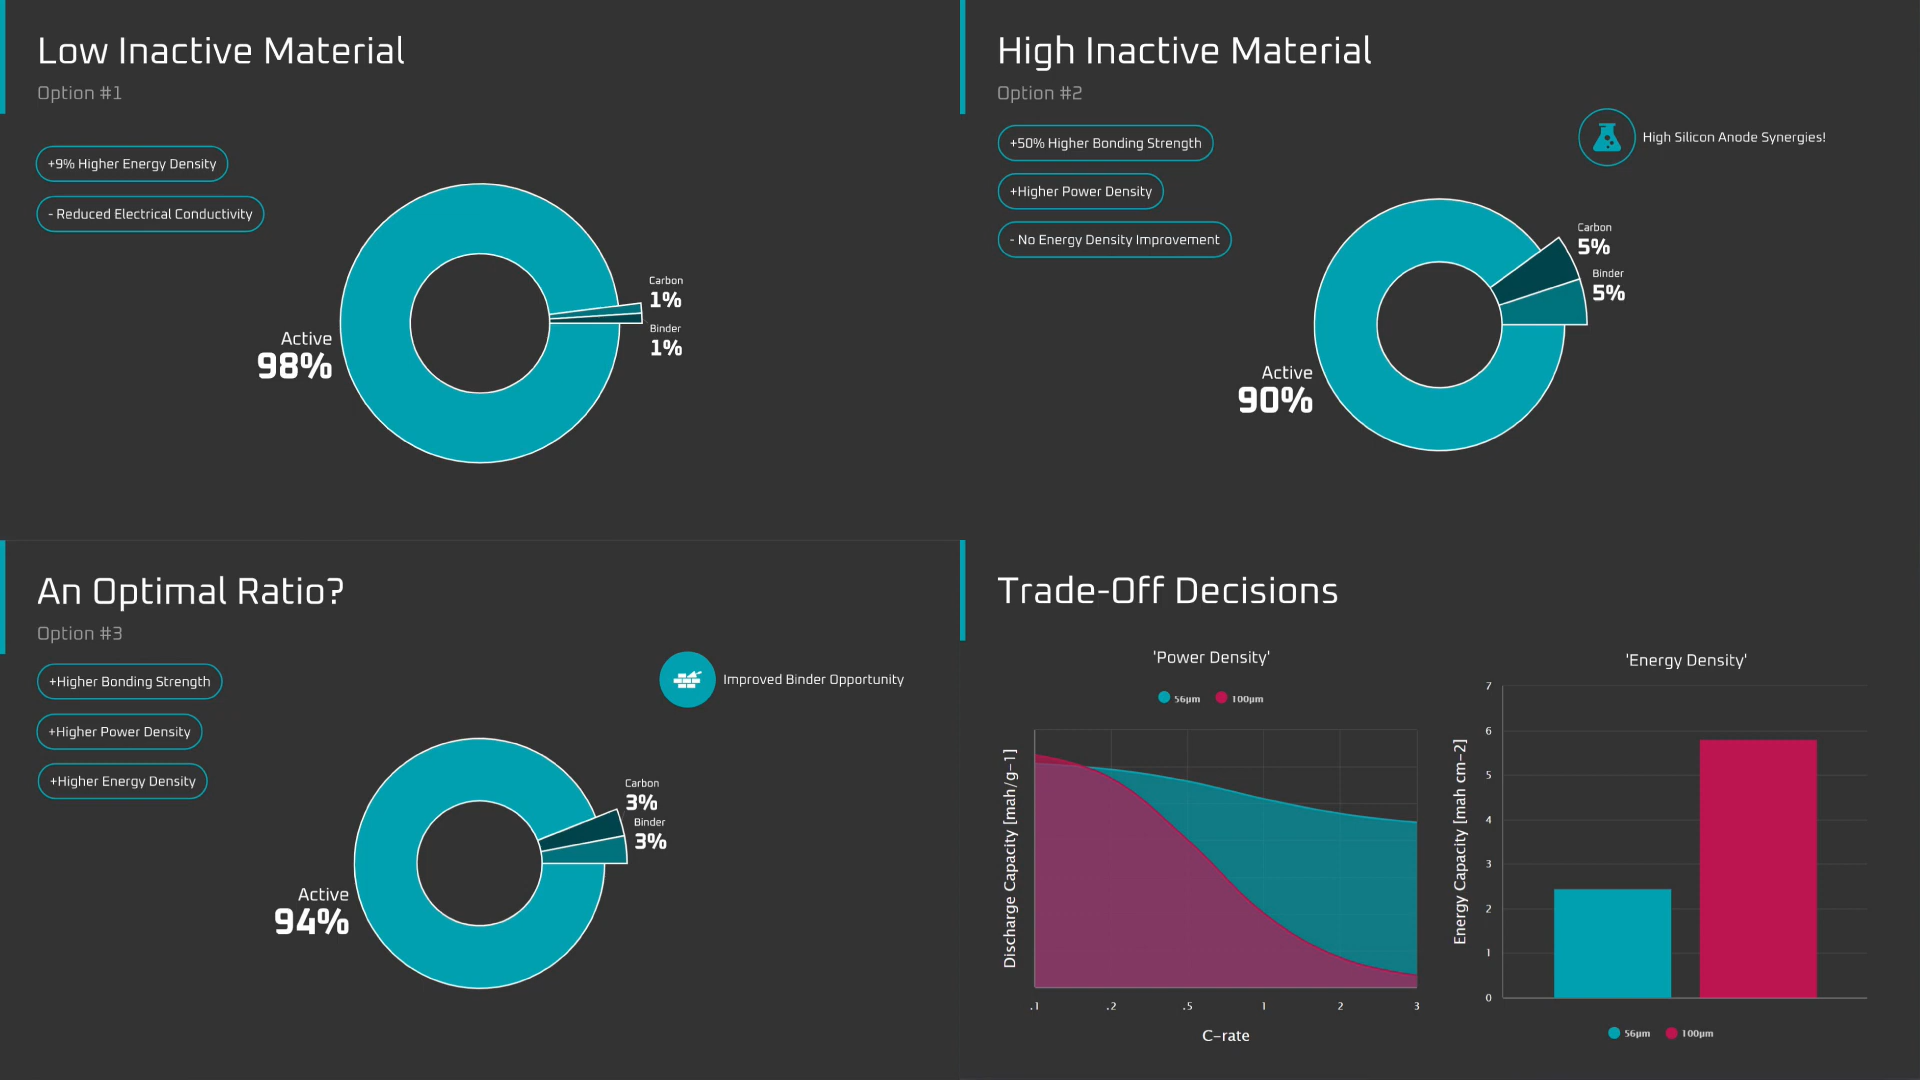 Low Inactive Material
Option #1
+9% Higher Energy Density
- Reduced Electrical Conductivity
Carbon
1%
Binder
1%
Active
98%
High Inactive Material
Option #2
+50% Higher Bonding Strength
+Higher Power Density
- No Energy Density Improvement
High Silicon Anode Synergies!
Carbon
5%
Binder
5%
Active
90%
An Optimal Ratio?
Option #3
+Higher Bonding Strength
+Higher Power Density
+Higher Energy Density
Improved Binder Opportunity
Carbon
3%
Binder
3%
Active
94%
Trade-Off Decisions
'Power Density'
56µm 100µm
Discharge Capacity [mah/g-1]
.1 .2 .5 1 2 3
C-rate
'Energy Density'
Energy Capacity [mah cm-2]
7
6
5
4
3
2
1
0
56µm 100µm